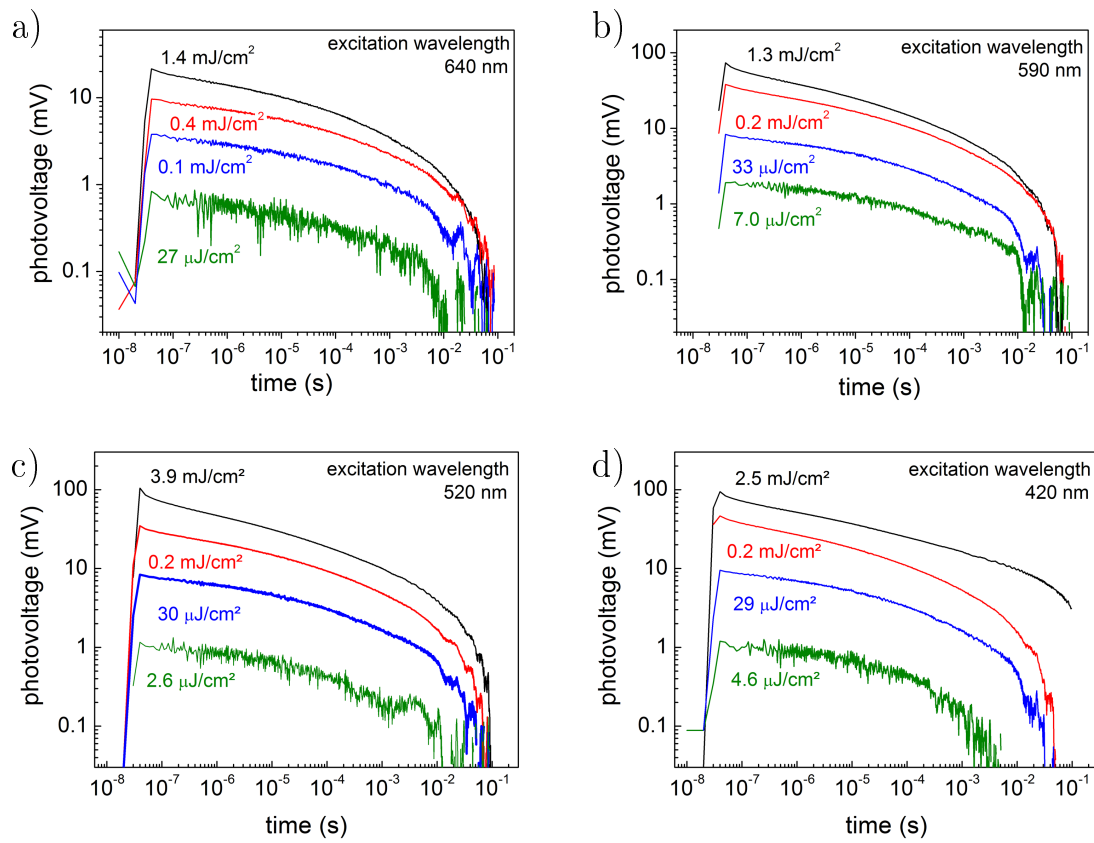 a)
excitation wavelength
640 nm
1.4 mJ/cm²
0.4 mJ/cm²
0.1 mJ/cm²
27 μJ/cm²
10
1
0.1
photovoltage (mV)
10⁻⁸ 10⁻⁷ 10⁻⁶ 10⁻⁵ 10⁻⁴ 10⁻³ 10⁻² 10⁻¹
time (s)
b)
excitation wavelength
590 nm
1.3 mJ/cm²
0.2 mJ/cm²
33 μJ/cm²
7.0 μJ/cm²
100
10
1
0.1
photovoltage (mV)
10⁻⁸ 10⁻⁷ 10⁻⁶ 10⁻⁵ 10⁻⁴ 10⁻³ 10⁻² 10⁻¹
time (s)
c)
excitation wavelength
520 nm
3.9 mJ/cm²
0.2 mJ/cm²
30 μJ/cm²
2.6 μJ/cm²
100
10
1
0.1
photovoltage (mV)
10⁻⁸ 10⁻⁷ 10⁻⁶ 10⁻⁵ 10⁻⁴ 10⁻³ 10⁻² 10⁻¹
time (s)
d)
excitation wavelength
420 nm
2.5 mJ/cm²
0.2 mJ/cm²
29 μJ/cm²
4.6 μJ/cm²
100
10
1
0.1
photovoltage (mV)
10⁻⁸ 10⁻⁷ 10⁻⁶ 10⁻⁵ 10⁻⁴ 10⁻³ 10⁻² 10⁻¹
time (s)